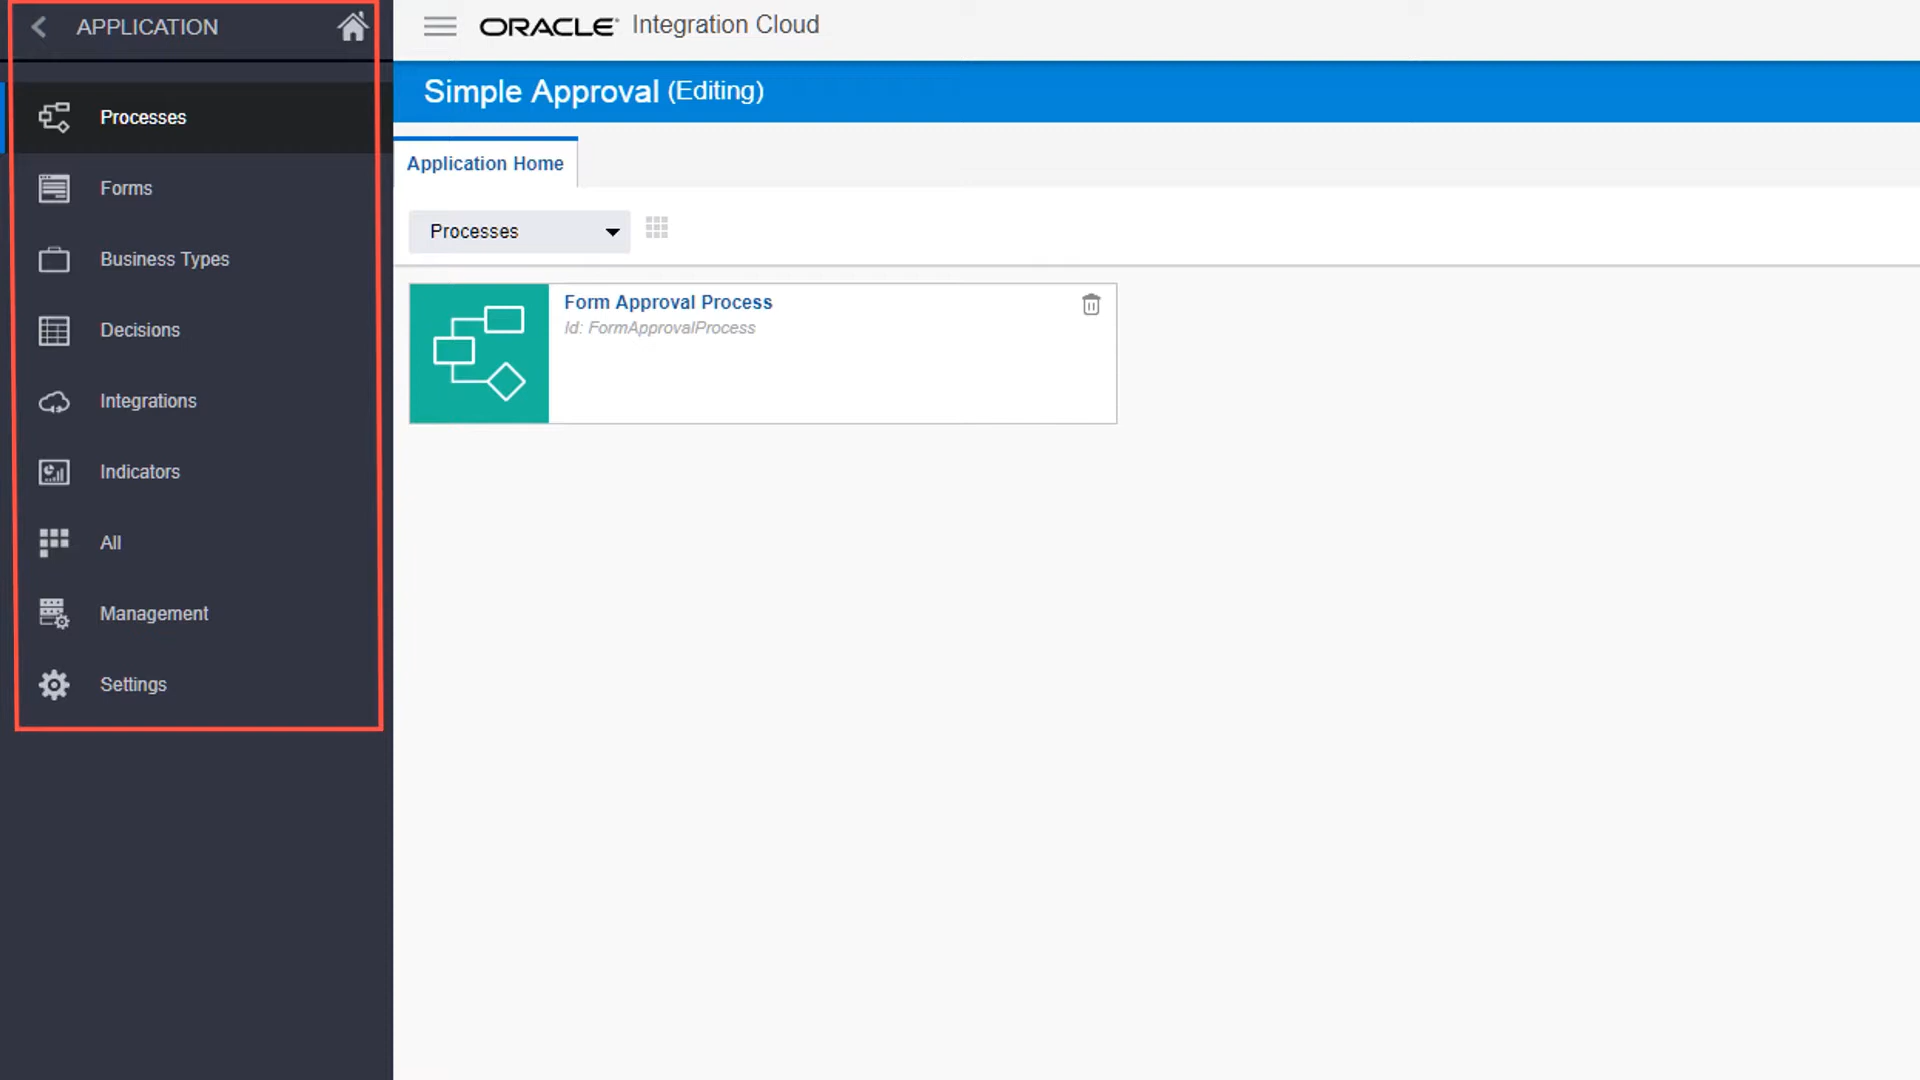 APPLICATION
ORACLE Integration Cloud
Simple Approval (Editing)
Processes
Forms
Business Types
Decisions
Integrations
Indicators
All
Management
Settings
Application Home
Processes
Form Approval Process
Id: FormApprovalProcess